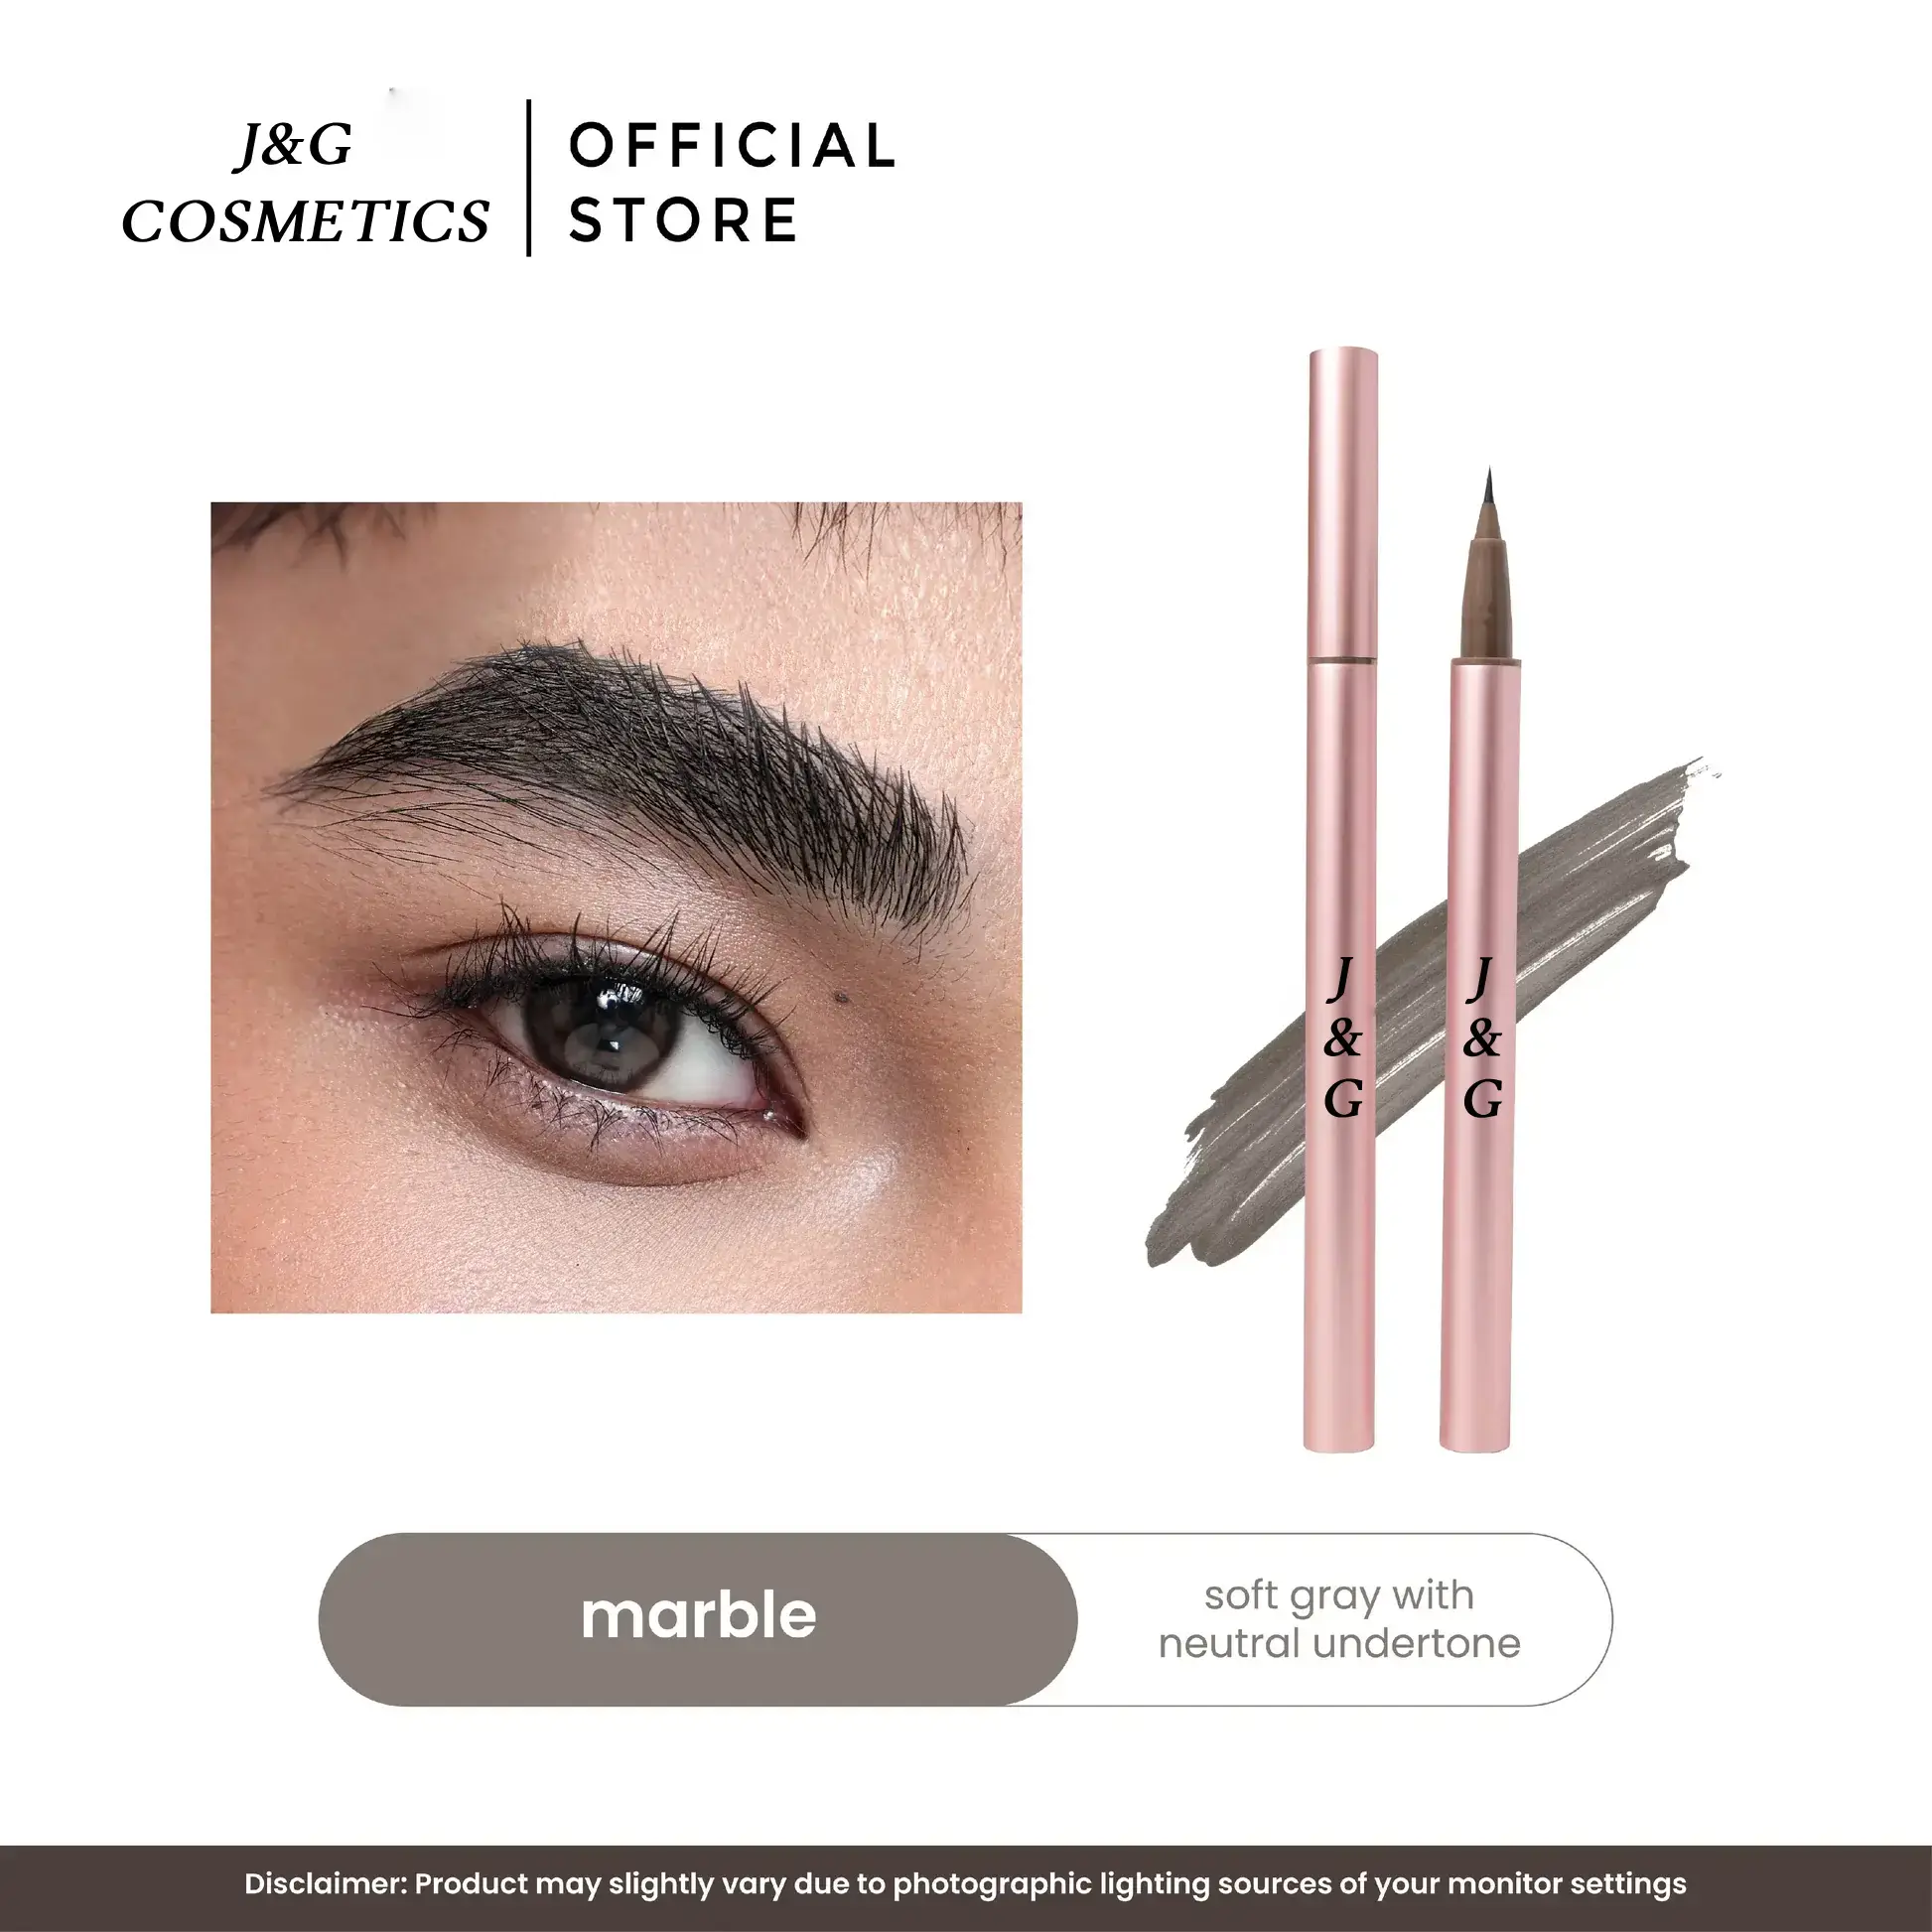 J&G
COSMETICS
OFFICIAL
STORE
J
&
G
J
&
G
marble
soft gray with
neutral undertone
Disclaimer: Product may slightly vary due to photographic lighting sources of your monitor settings